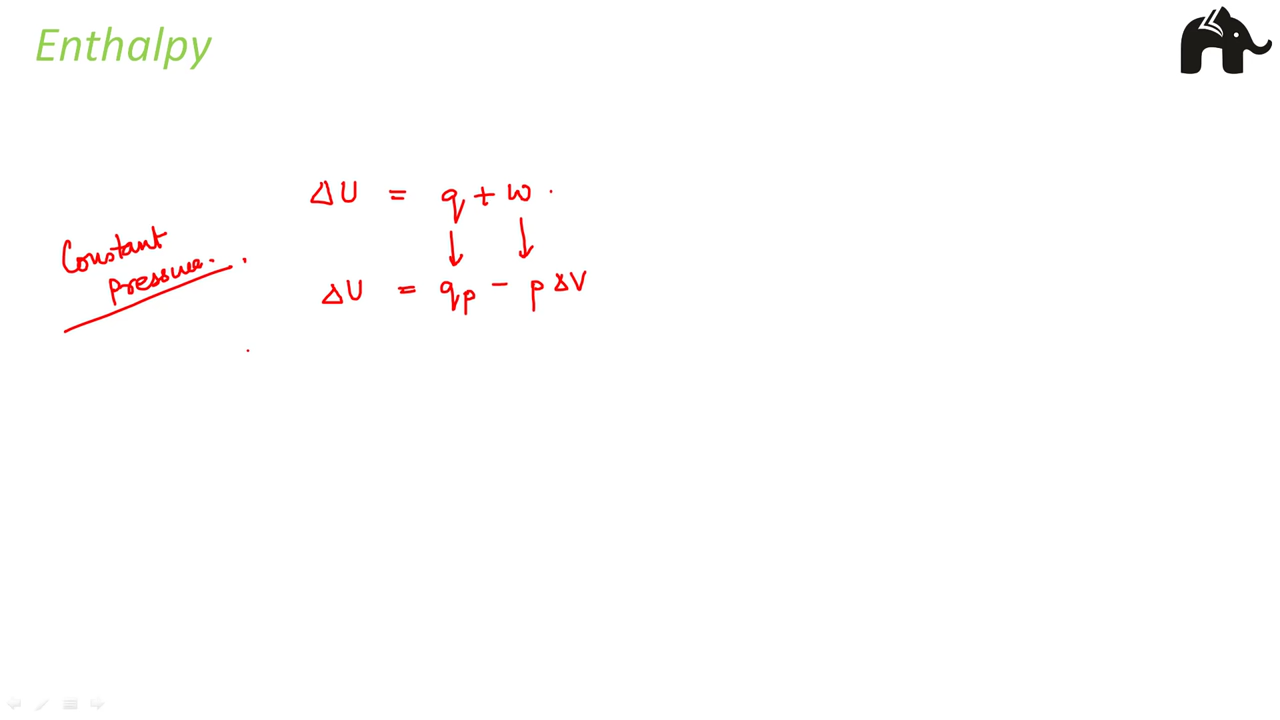 Enthalpy
ΔU = q + w .
Constant
pressure.
ΔU = qp - pΔV